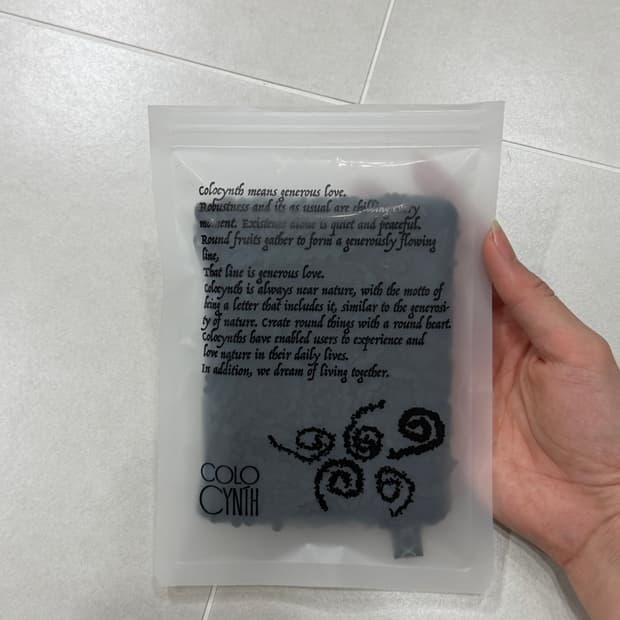 Colocynth means generous love.
Robustness and its as usual are chilling every
moment. Existence alone is quiet and peaceful.
Round fruits gather to form a generously flowing
line,
That line is generous love.
Colocynth is always near nature, with the motto of
being a letter that includes it, similar to the generosi-
ty of nature. Create round things with a round heart.
Colocynths have enabled users to experience and
love nature in their daily lives.
In addition, we dream of living together.
COLO
CYNTH